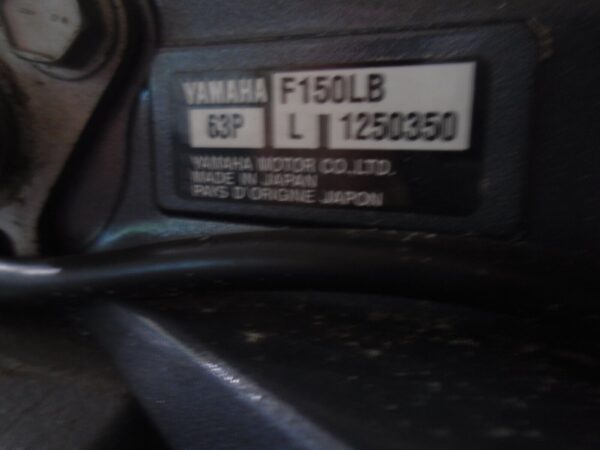 YAMAHA F150LB
63P L 1250350
YAMAHA MOTOR CO.,LTD.
MADE IN JAPAN
PAYS D'ORIGINE JAPON